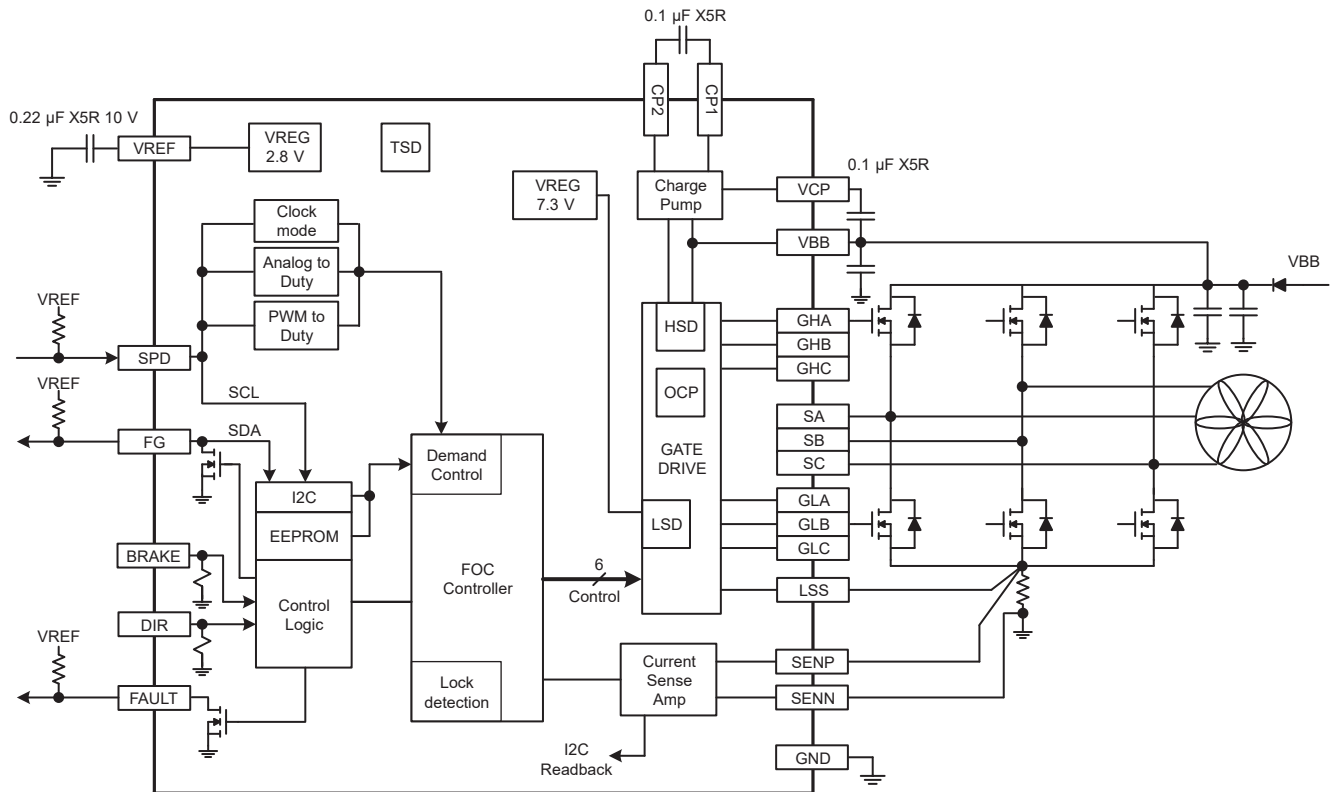 0.1 µF X5R
CP2
CP1
0.22 µF X5R 10 V
VREF
VREG
2.8 V
TSD
VREG
7.3 V
Charge
Pump
0.1 µF X5R
VCP
VBB
VBB
Clock
mode
Analog to
Duty
PWM to
Duty
VREF
SPD
VREF
FG
SCL
SDA
I2C
EEPROM
Control
Logic
BRAKE
DIR
VREF
FAULT
Demand
Control
FOC
Controller
Lock
detection
6
Control
HSD
OCP
GATE
DRIVE
LSD
GHA
GHB
GHC
SA
SB
SC
GLA
GLB
GLC
LSS
Current
Sense
Amp
SENP
SENN
I2C
Readback
GND